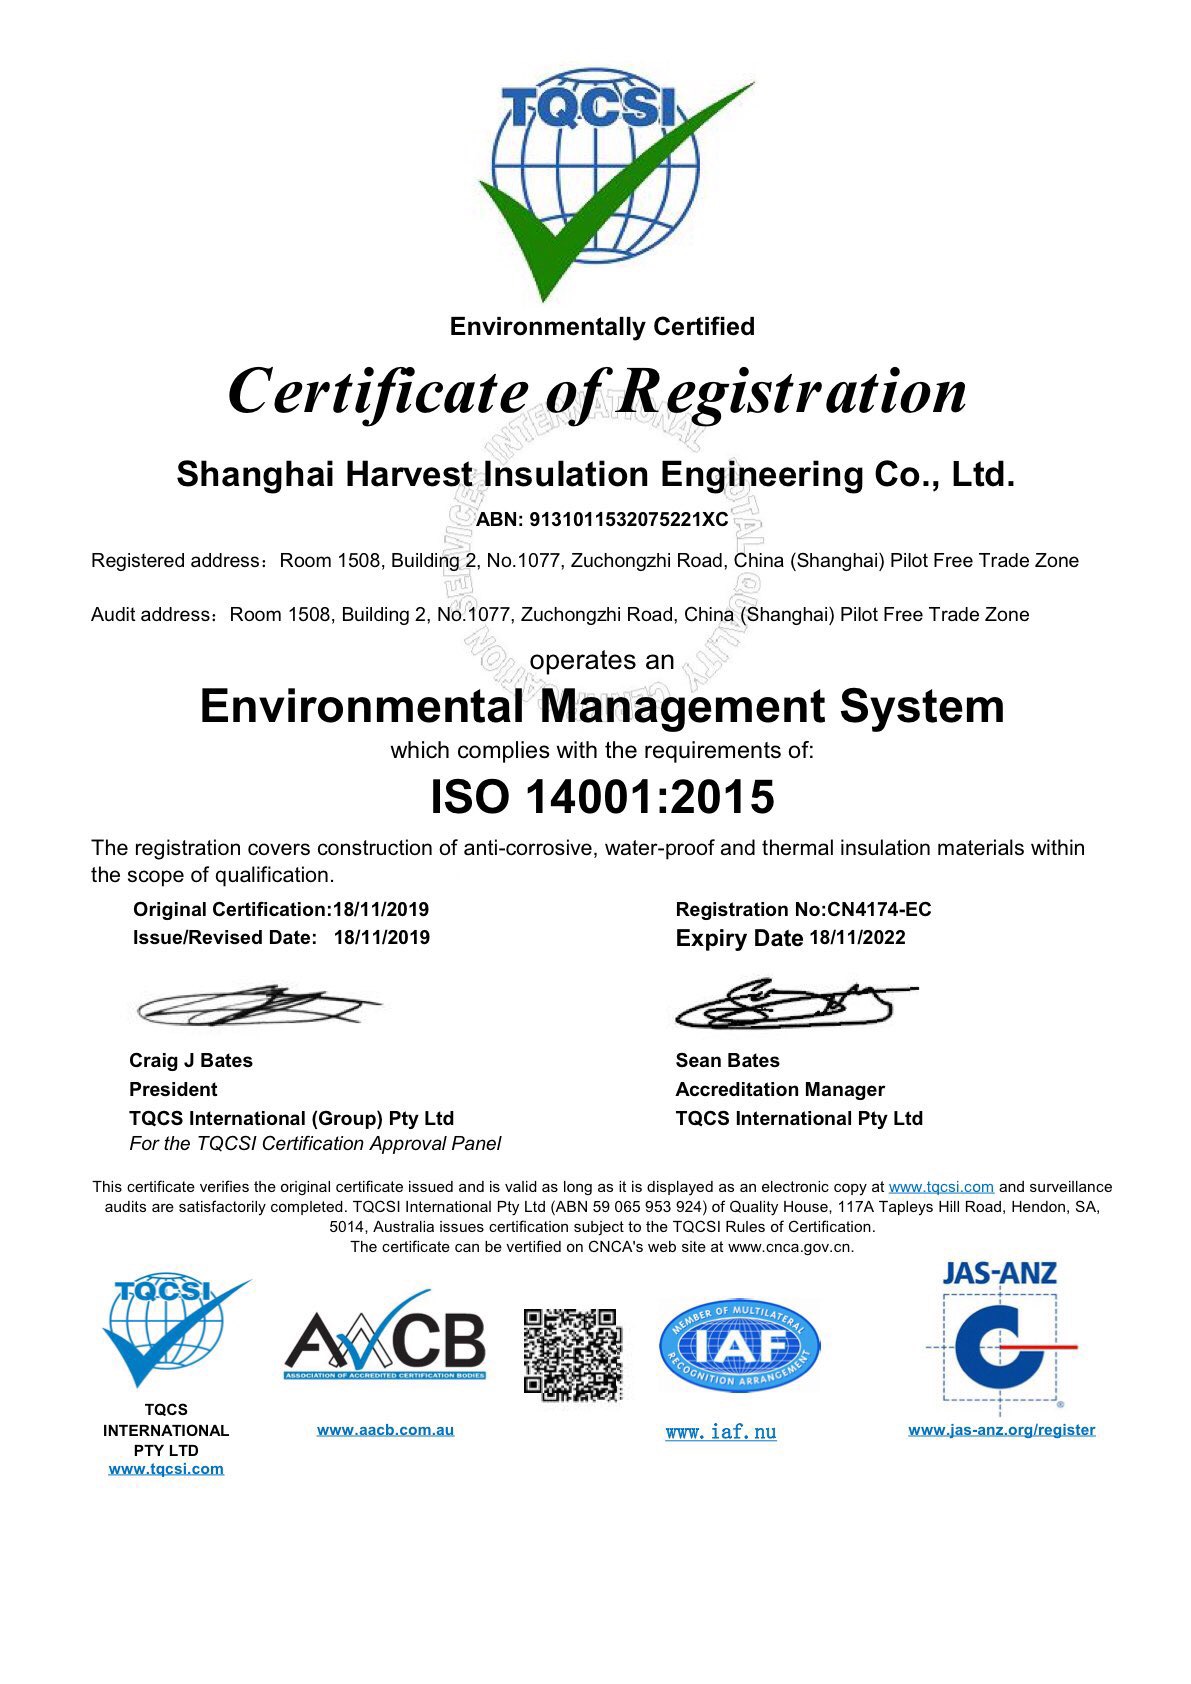 TQCSI
Environmentally Certified
Certificate of Registration
Shanghai Harvest Insulation Engineering Co., Ltd.
ABN: 9131011532075221XC
Registered address：Room 1508, Building 2, No.1077, Zuchongzhi Road, China (Shanghai) Pilot Free Trade Zone
Audit address：Room 1508, Building 2, No.1077, Zuchongzhi Road, China (Shanghai) Pilot Free Trade Zone
TOTAL QUALITY CERTIFICATION SERVICES INTERNATIONAL
operates an
Environmental Management System
which complies with the requirements of:
ISO 14001:2015
The registration covers construction of anti-corrosive, water-proof and thermal insulation materials within
the scope of qualification.
Original Certification:18/11/2019 Registration No:CN4174-EC
Issue/Revised Date: 18/11/2019 Expiry Date 18/11/2022
Craig J Bates Sean Bates
President Accreditation Manager
TQCS International (Group) Pty Ltd TQCS International Pty Ltd
For the TQCSI Certification Approval Panel
This certificate verifies the original certificate issued and is valid as long as it is displayed as an electronic copy at www.tqcsi.com and surveillance
audits are satisfactorily completed. TQCS International Pty Ltd (ABN 59 065 953 924) of Quality House, 117A Tapleys Hill Road, Hendon, SA,
5014, Australia issues certification subject to the TQCSI Rules of Certification.
The certificate can be vertified on CNCA's web site at www.cnca.gov.cn.
TQCSI
TQCS
INTERNATIONAL
PTY LTD
www.tqcsi.com
AACB
ASSOCIATION OF ACCREDITED CERTIFICATION BODIES
www.aacb.com.au
MEMBER OF MULTILATERAL
IAF
RECOGNITION ARRANGEMENT
www.iaf.nu
JAS-ANZ
®
www.jas-anz.org/register